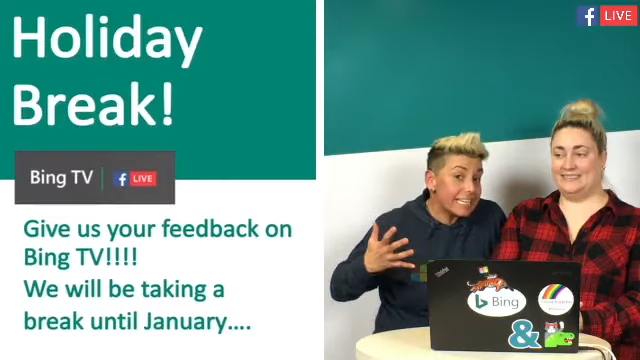 Holiday
Break!
Bing TV | f LIVE
Give us your feedback on
Bing TV!!!!
We will be taking a
break until January....
f LIVE
ThinkPad
Bing
&